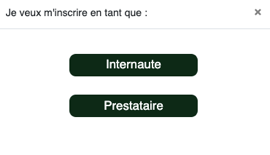 Je veux m'inscrire en tant que :
×
Internaute
Prestataire